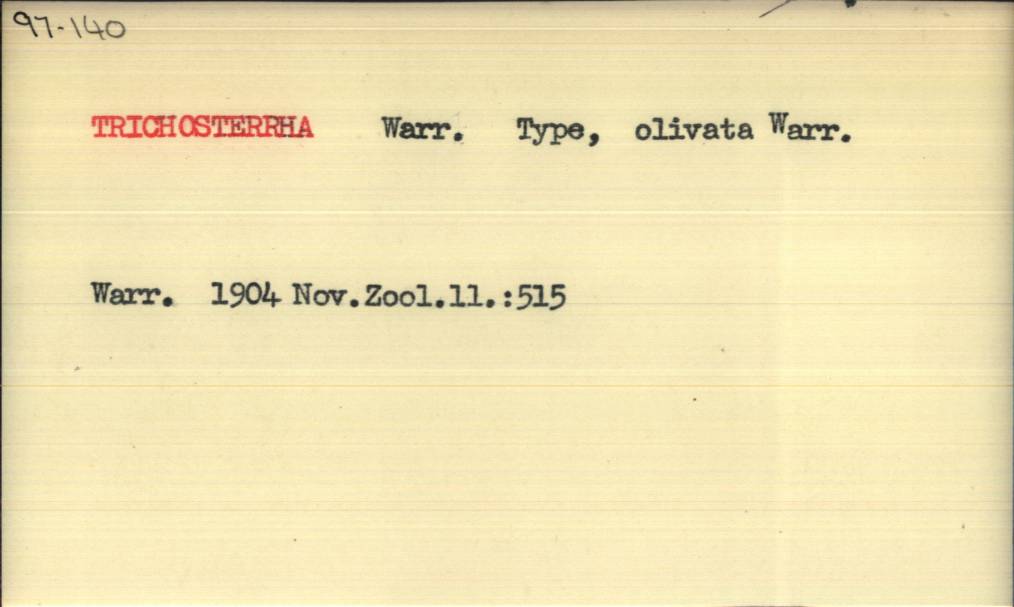 97-140
TRICHOSTERRHA Warr. Type, olivata Warr.
Warr. 1904 Nov.Zool.11.:515